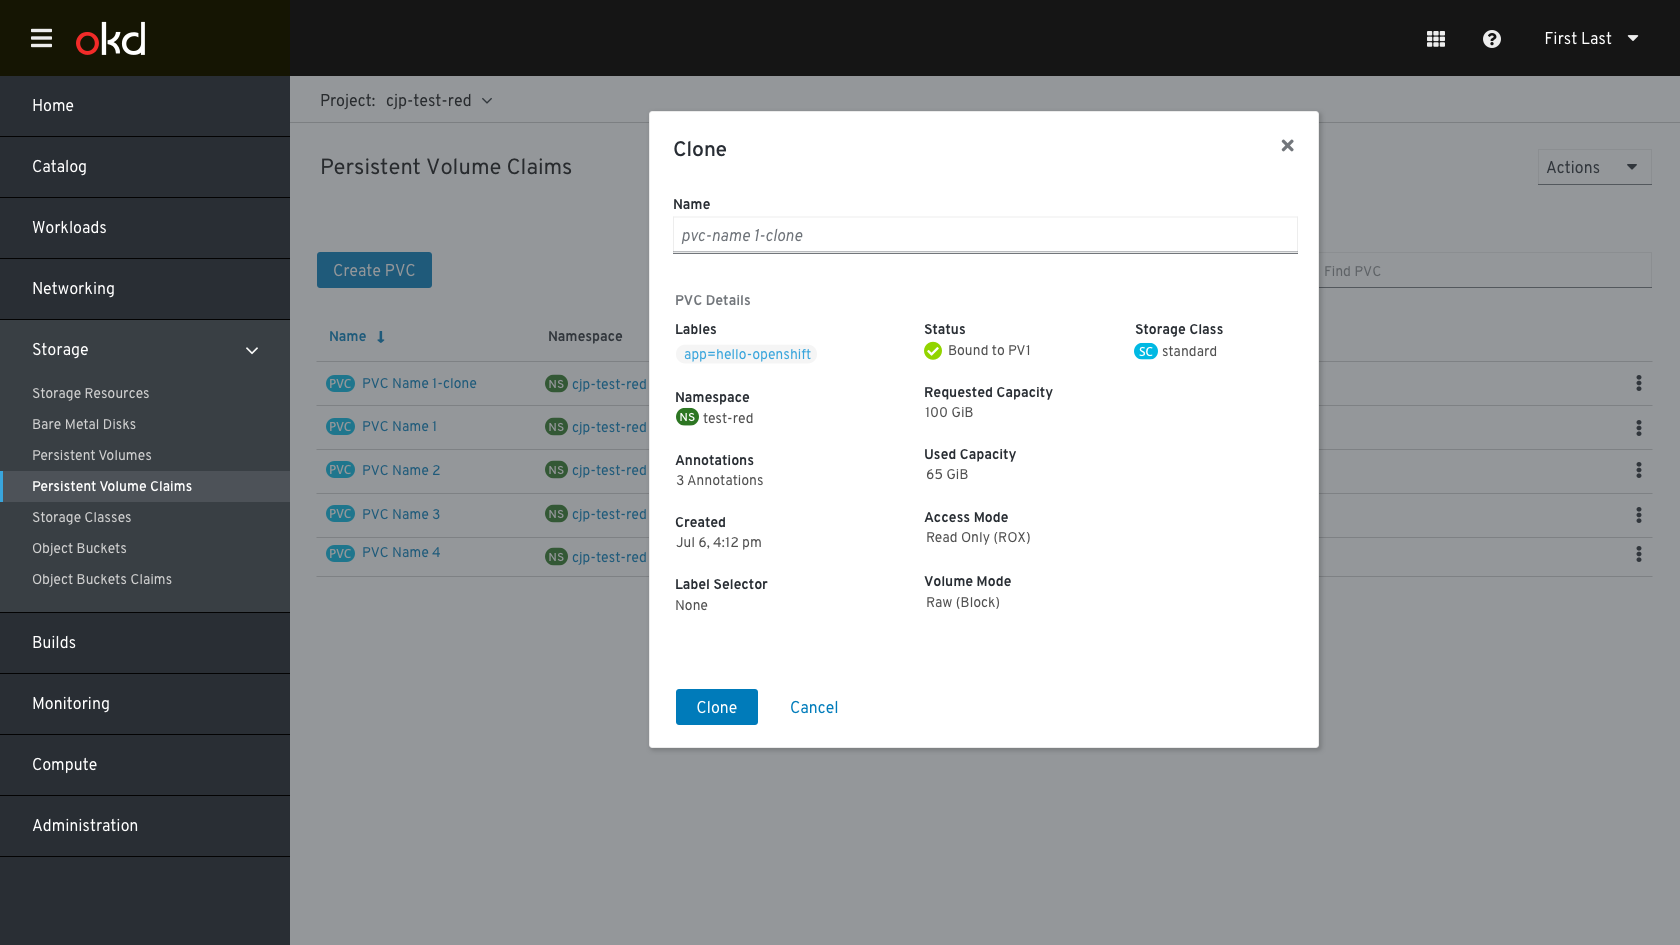 okd
First Last
Home
Catalog
Workloads
Networking
Storage
Storage Resources
Bare Metal Disks
Persistent Volumes
Persistent Volume Claims
Storage Classes
Object Buckets
Object Buckets Claims
Builds
Monitoring
Compute
Administration
Project: cjp-test-red
Persistent Volume Claims
Actions
Create PVC
Find PVC
Name Namespace
PVC PVC Name 1-clone NS cjp-test-red
PVC PVC Name 1 NS cjp-test-red
PVC PVC Name 2 NS cjp-test-red
PVC PVC Name 3 NS cjp-test-red
PVC PVC Name 4 NS cjp-test-red
Clone
Name
pvc-name 1-clone
PVC Details
Lables
app=hello-openshift
Namespace
NS test-red
Annotations
3 Annotations
Created
Jul 6, 4:12 pm
Label Selector
None
Status
Bound to PV1
Requested Capacity
100 GiB
Used Capacity
65 GiB
Access Mode
Read Only (ROX)
Volume Mode
Raw (Block)
Storage Class
SC standard
Clone Cancel